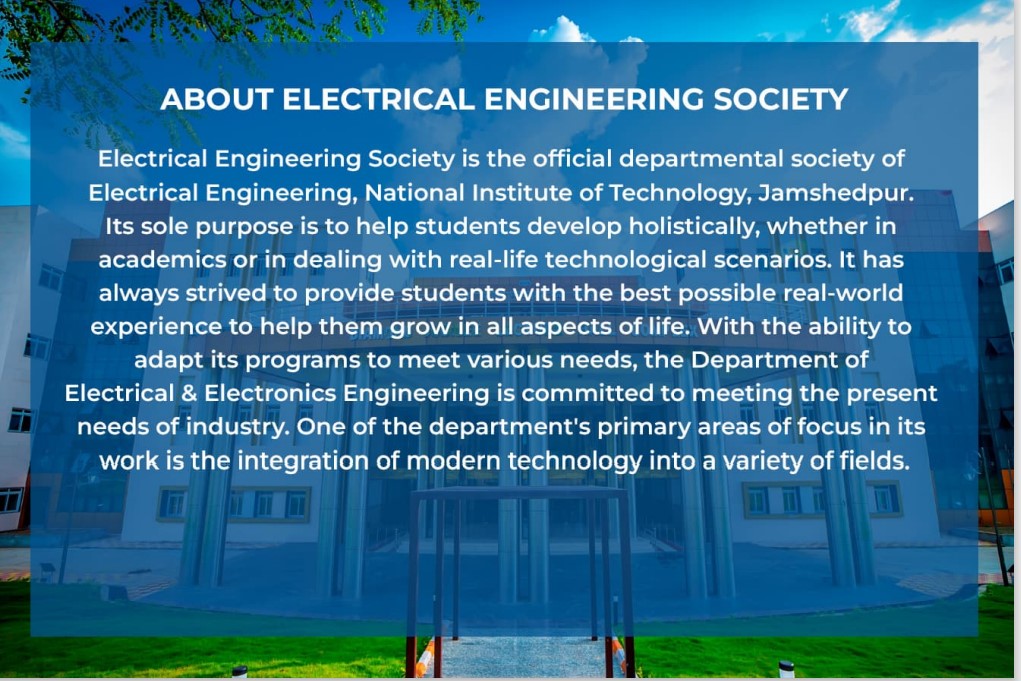 ABOUT ELECTRICAL ENGINEERING SOCIETY
Electrical Engineering Society is the official departmental society of
Electrical Engineering, National Institute of Technology, Jamshedpur.
Its sole purpose is to help students develop holistically, whether in
academics or in dealing with real-life technological scenarios. It has
always strived to provide students with the best possible real-world
experience to help them grow in all aspects of life. With the ability to
adapt its programs to meet various needs, the Department of
Electrical & Electronics Engineering is committed to meeting the present
needs of industry. One of the department's primary areas of focus in its
work is the integration of modern technology into a variety of fields.